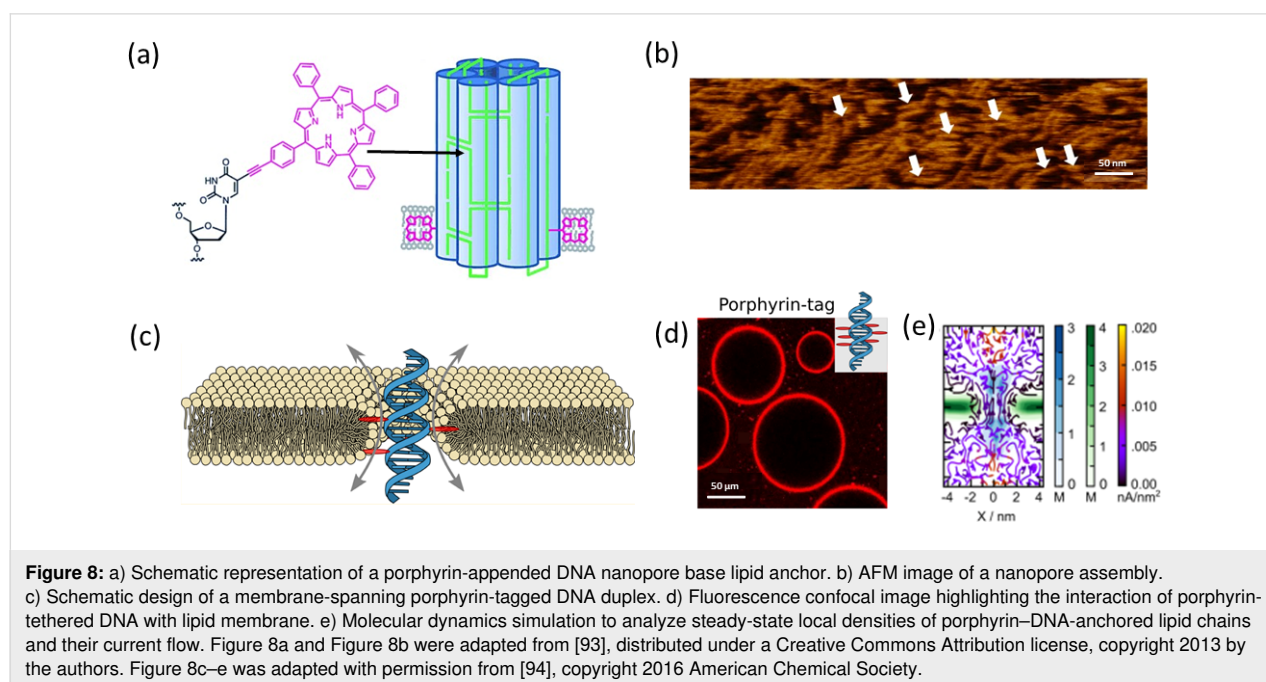 (a)
(b)
NH
N
N
HN
O
HN
O
N
O
O
O
50 nm
(c)
(d)
Porphyrin-tag
50 µm
(e)
3
4
.020
3
.015
2
2
.010
1
1
.005
0
0
0.00
-4 -2 0 2 4
M
M
nA/nm²
X / nm
Figure 8: a) Schematic representation of a porphyrin-appended DNA nanopore base lipid anchor. b) AFM image of a nanopore assembly.
c) Schematic design of a membrane-spanning porphyrin-tagged DNA duplex. d) Fluorescence confocal image highlighting the interaction of porphyrin-
tethered DNA with lipid membrane. e) Molecular dynamics simulation to analyze steady-state local densities of porphyrin–DNA-anchored lipid chains
and their current flow. Figure 8a and Figure 8b were adapted from [93], distributed under a Creative Commons Attribution license, copyright 2013 by
the authors. Figure 8c–e was adapted with permission from [94], copyright 2016 American Chemical Society.